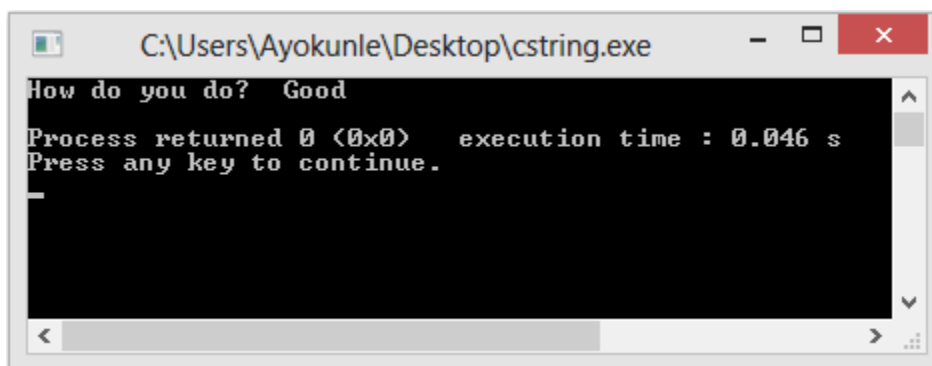 C:\Users\Ayokunle\Desktop\cstring.exe
How do you do?  Good
Process returned 0 (0x0)   execution time : 0.046 s
Press any key to continue.